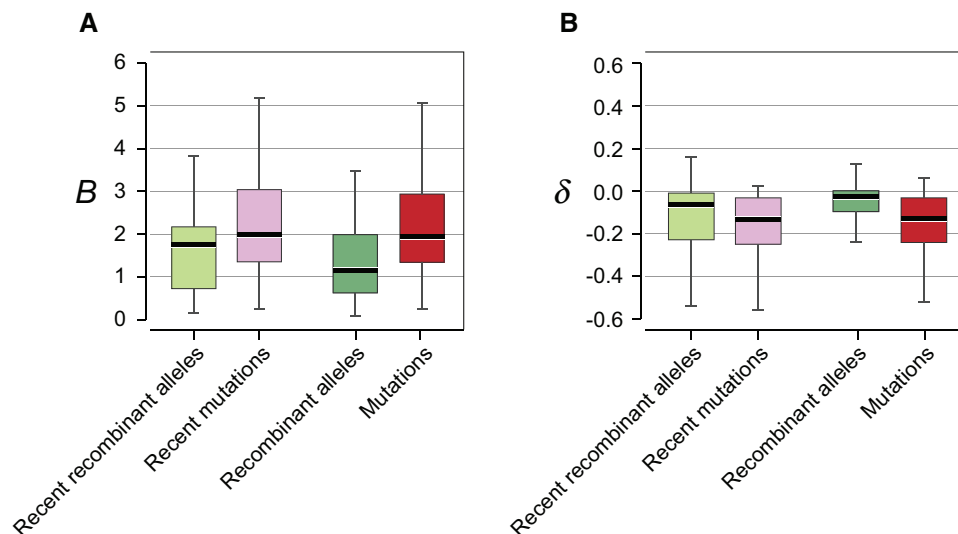 A
6
5
4
3
2
1
0
B
Recent recombinant alleles
Recent mutations
Recombinant alleles
Mutations
B
0.6
0.4
0.2
0.0
-0.2
-0.4
-0.6
δ
Recent recombinant alleles
Recent mutations
Recombinant alleles
Mutations